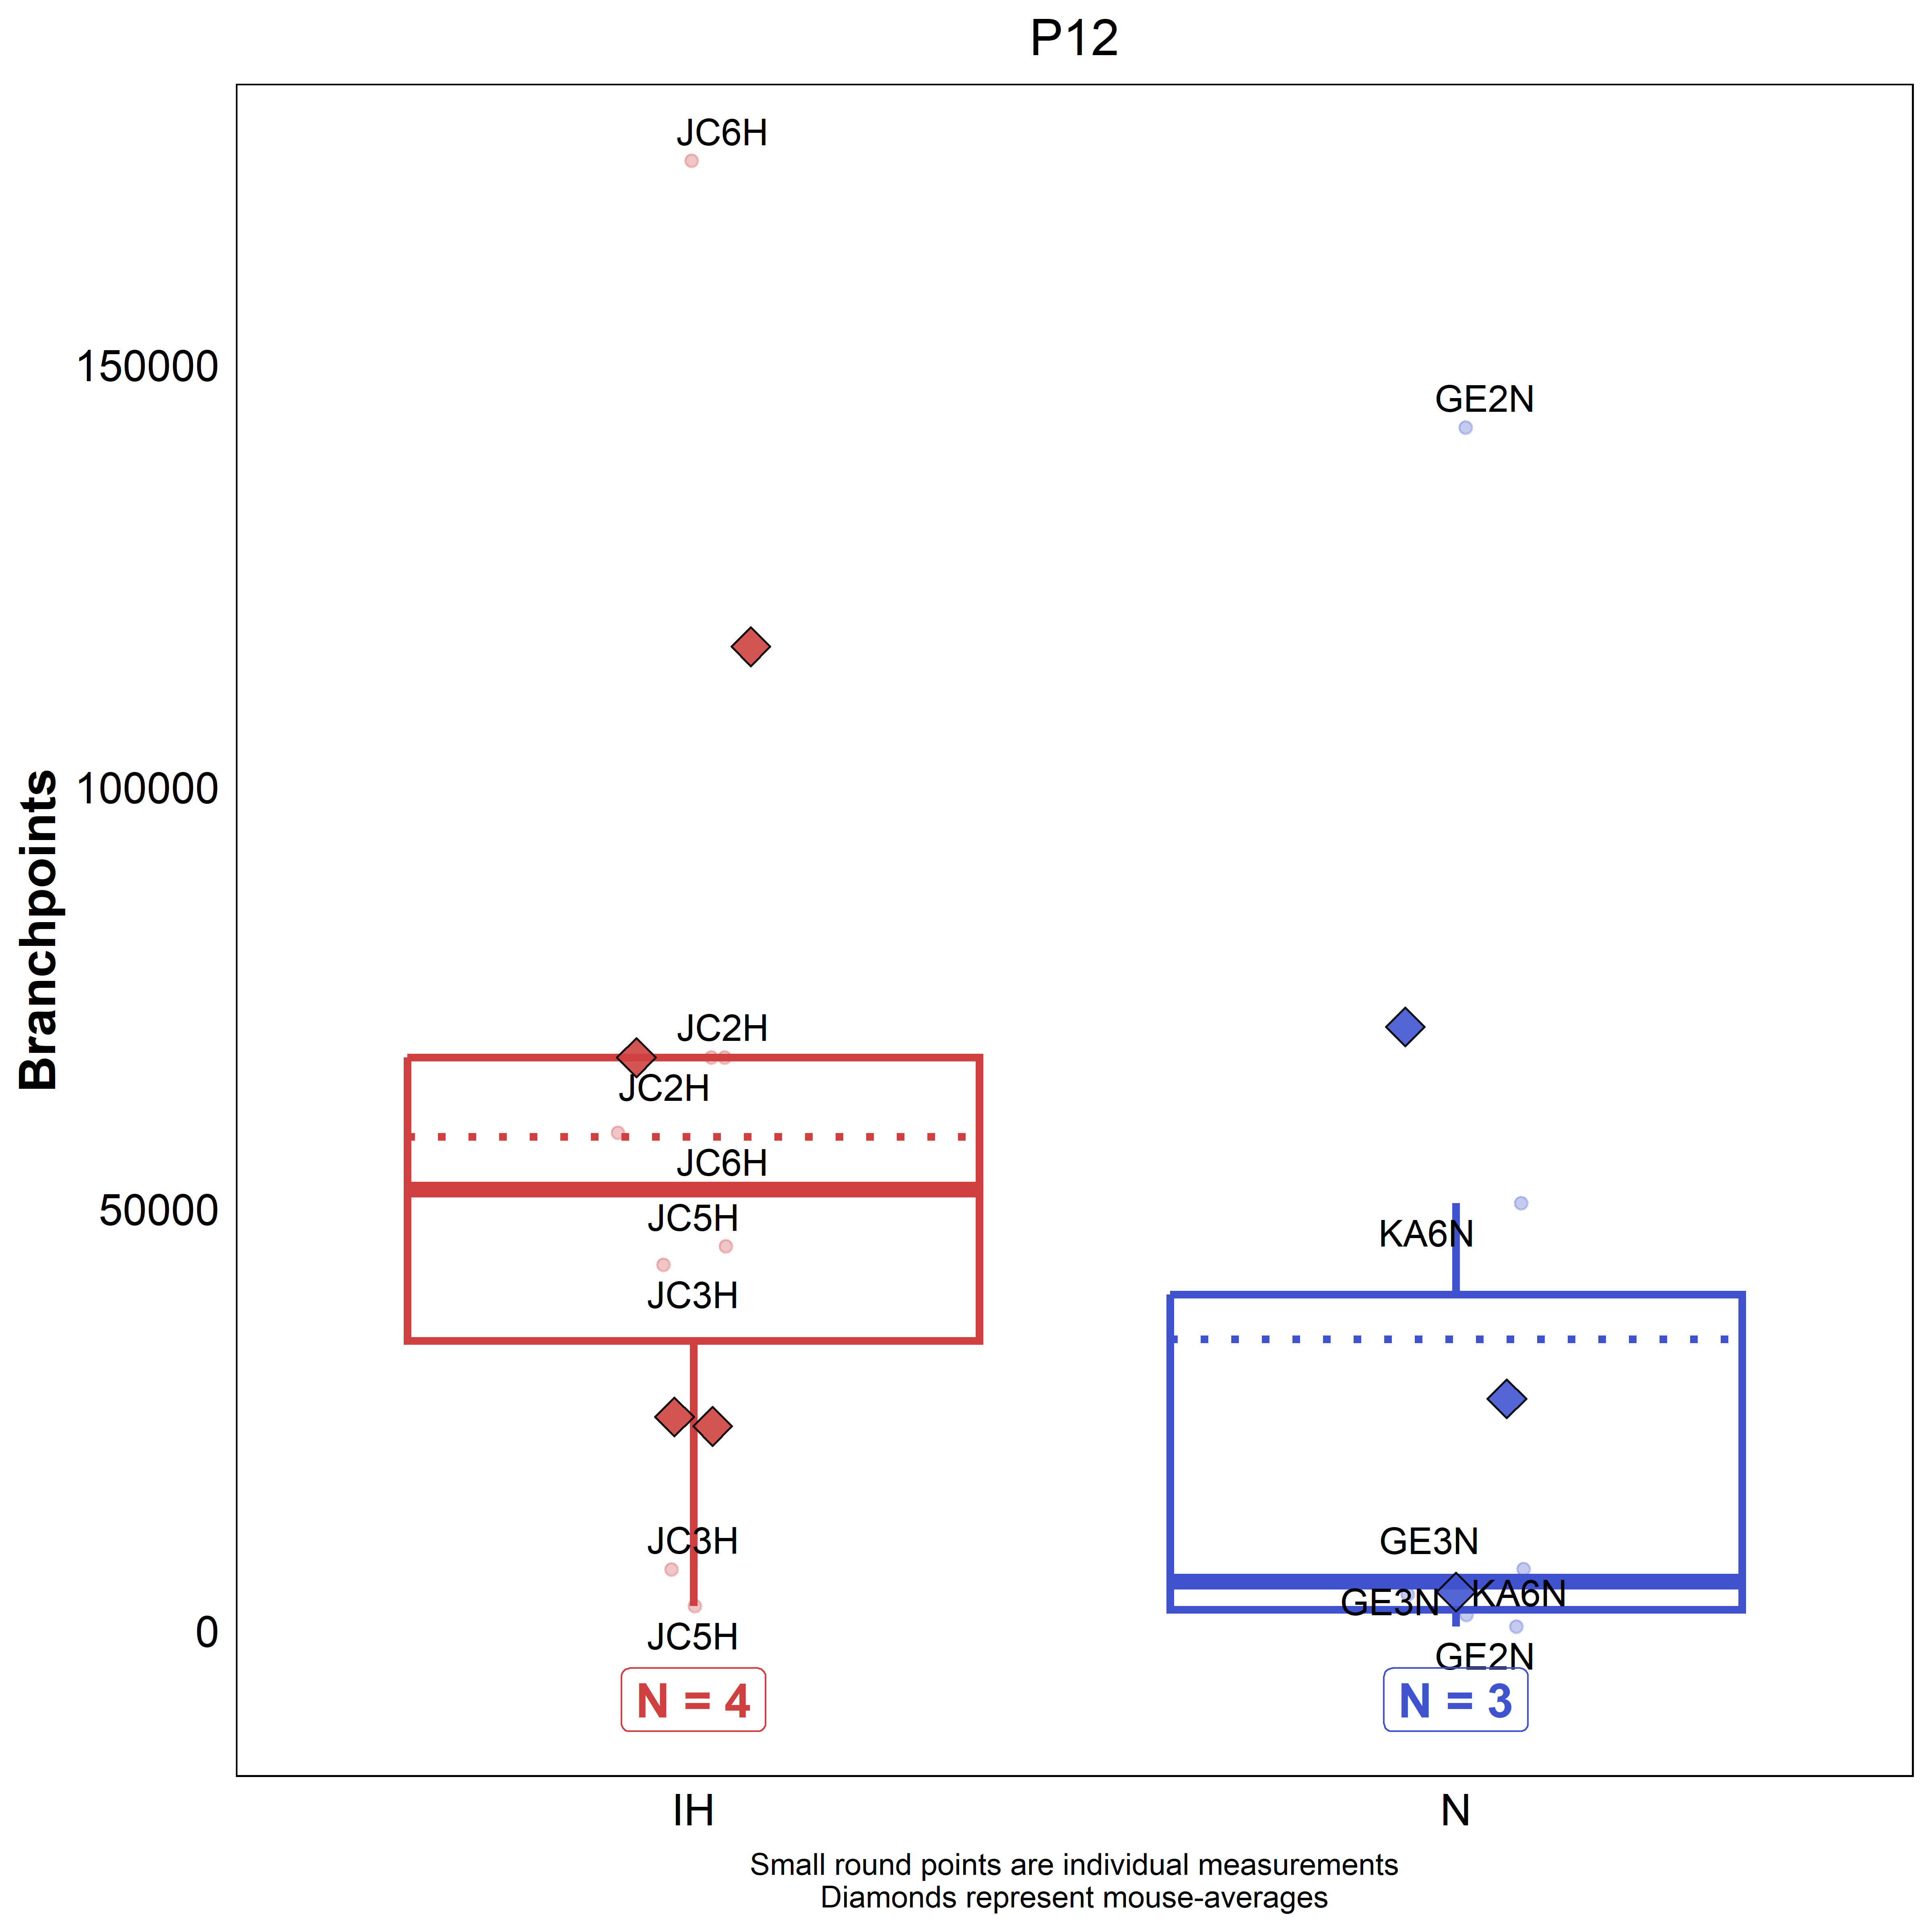 P12
JC6H
150000
GE2N
100000
Branchpoints
JC2H
JC2H
JC6H
50000
JC5H
KA6N
JC3H
JC3H
GE3N
KA6N
GE3N
0
JC5H
GE2N
N = 4
N = 3
IH
N
Small round points are individual measurements
Diamonds represent mouse-averages